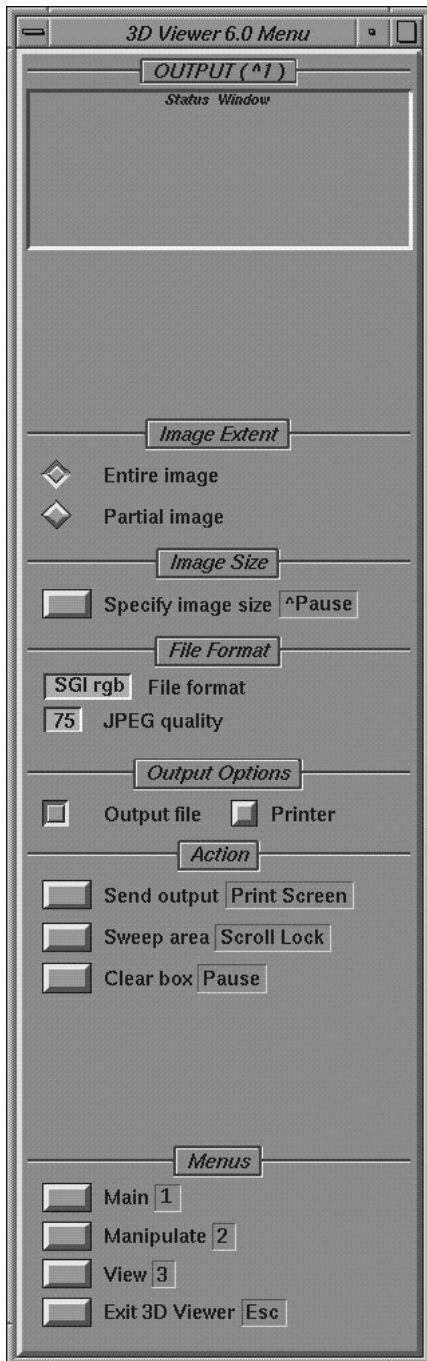 3D Viewer 6.0 Menu
OUTPUT ( ^1 )
Status Window
Image Extent
Entire image
Partial image
Image Size
Specify image size ^Pause
File Format
SGI rgb File format
75 JPEG quality
Output Options
Output file Printer
Action
Send output Print Screen
Sweep area Scroll Lock
Clear box Pause
Menus
Main 1
Manipulate 2
View 3
Exit 3D Viewer Esc